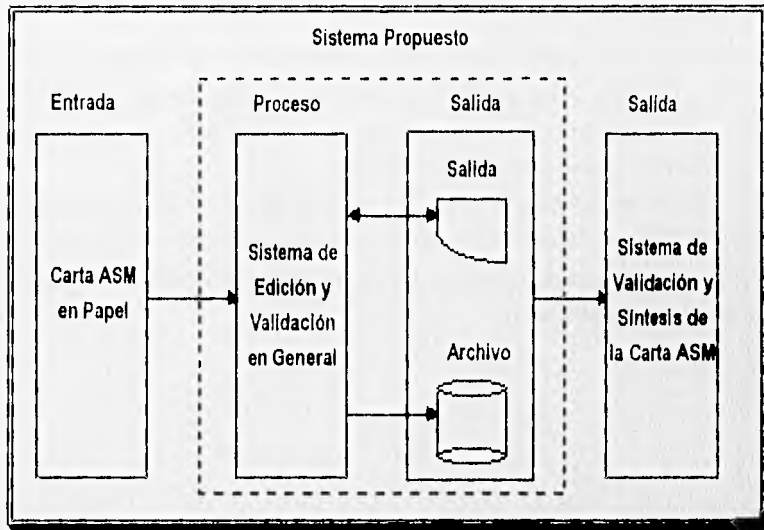 Sistema Propuesto
Entrada
Proceso
Salida
Salida
Carta ASM
en Papel
Sistema de
Edición y
Validación
en General
Salida
Archivo
Sistema de
Validación y
Síntesis de
la Carta ASM